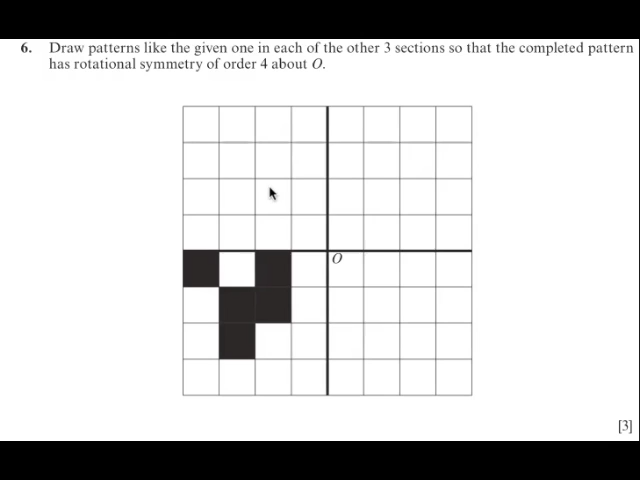 6. Draw patterns like the given one in each of the other 3 sections so that the completed pattern
has rotational symmetry of order 4 about O.
O
[3]